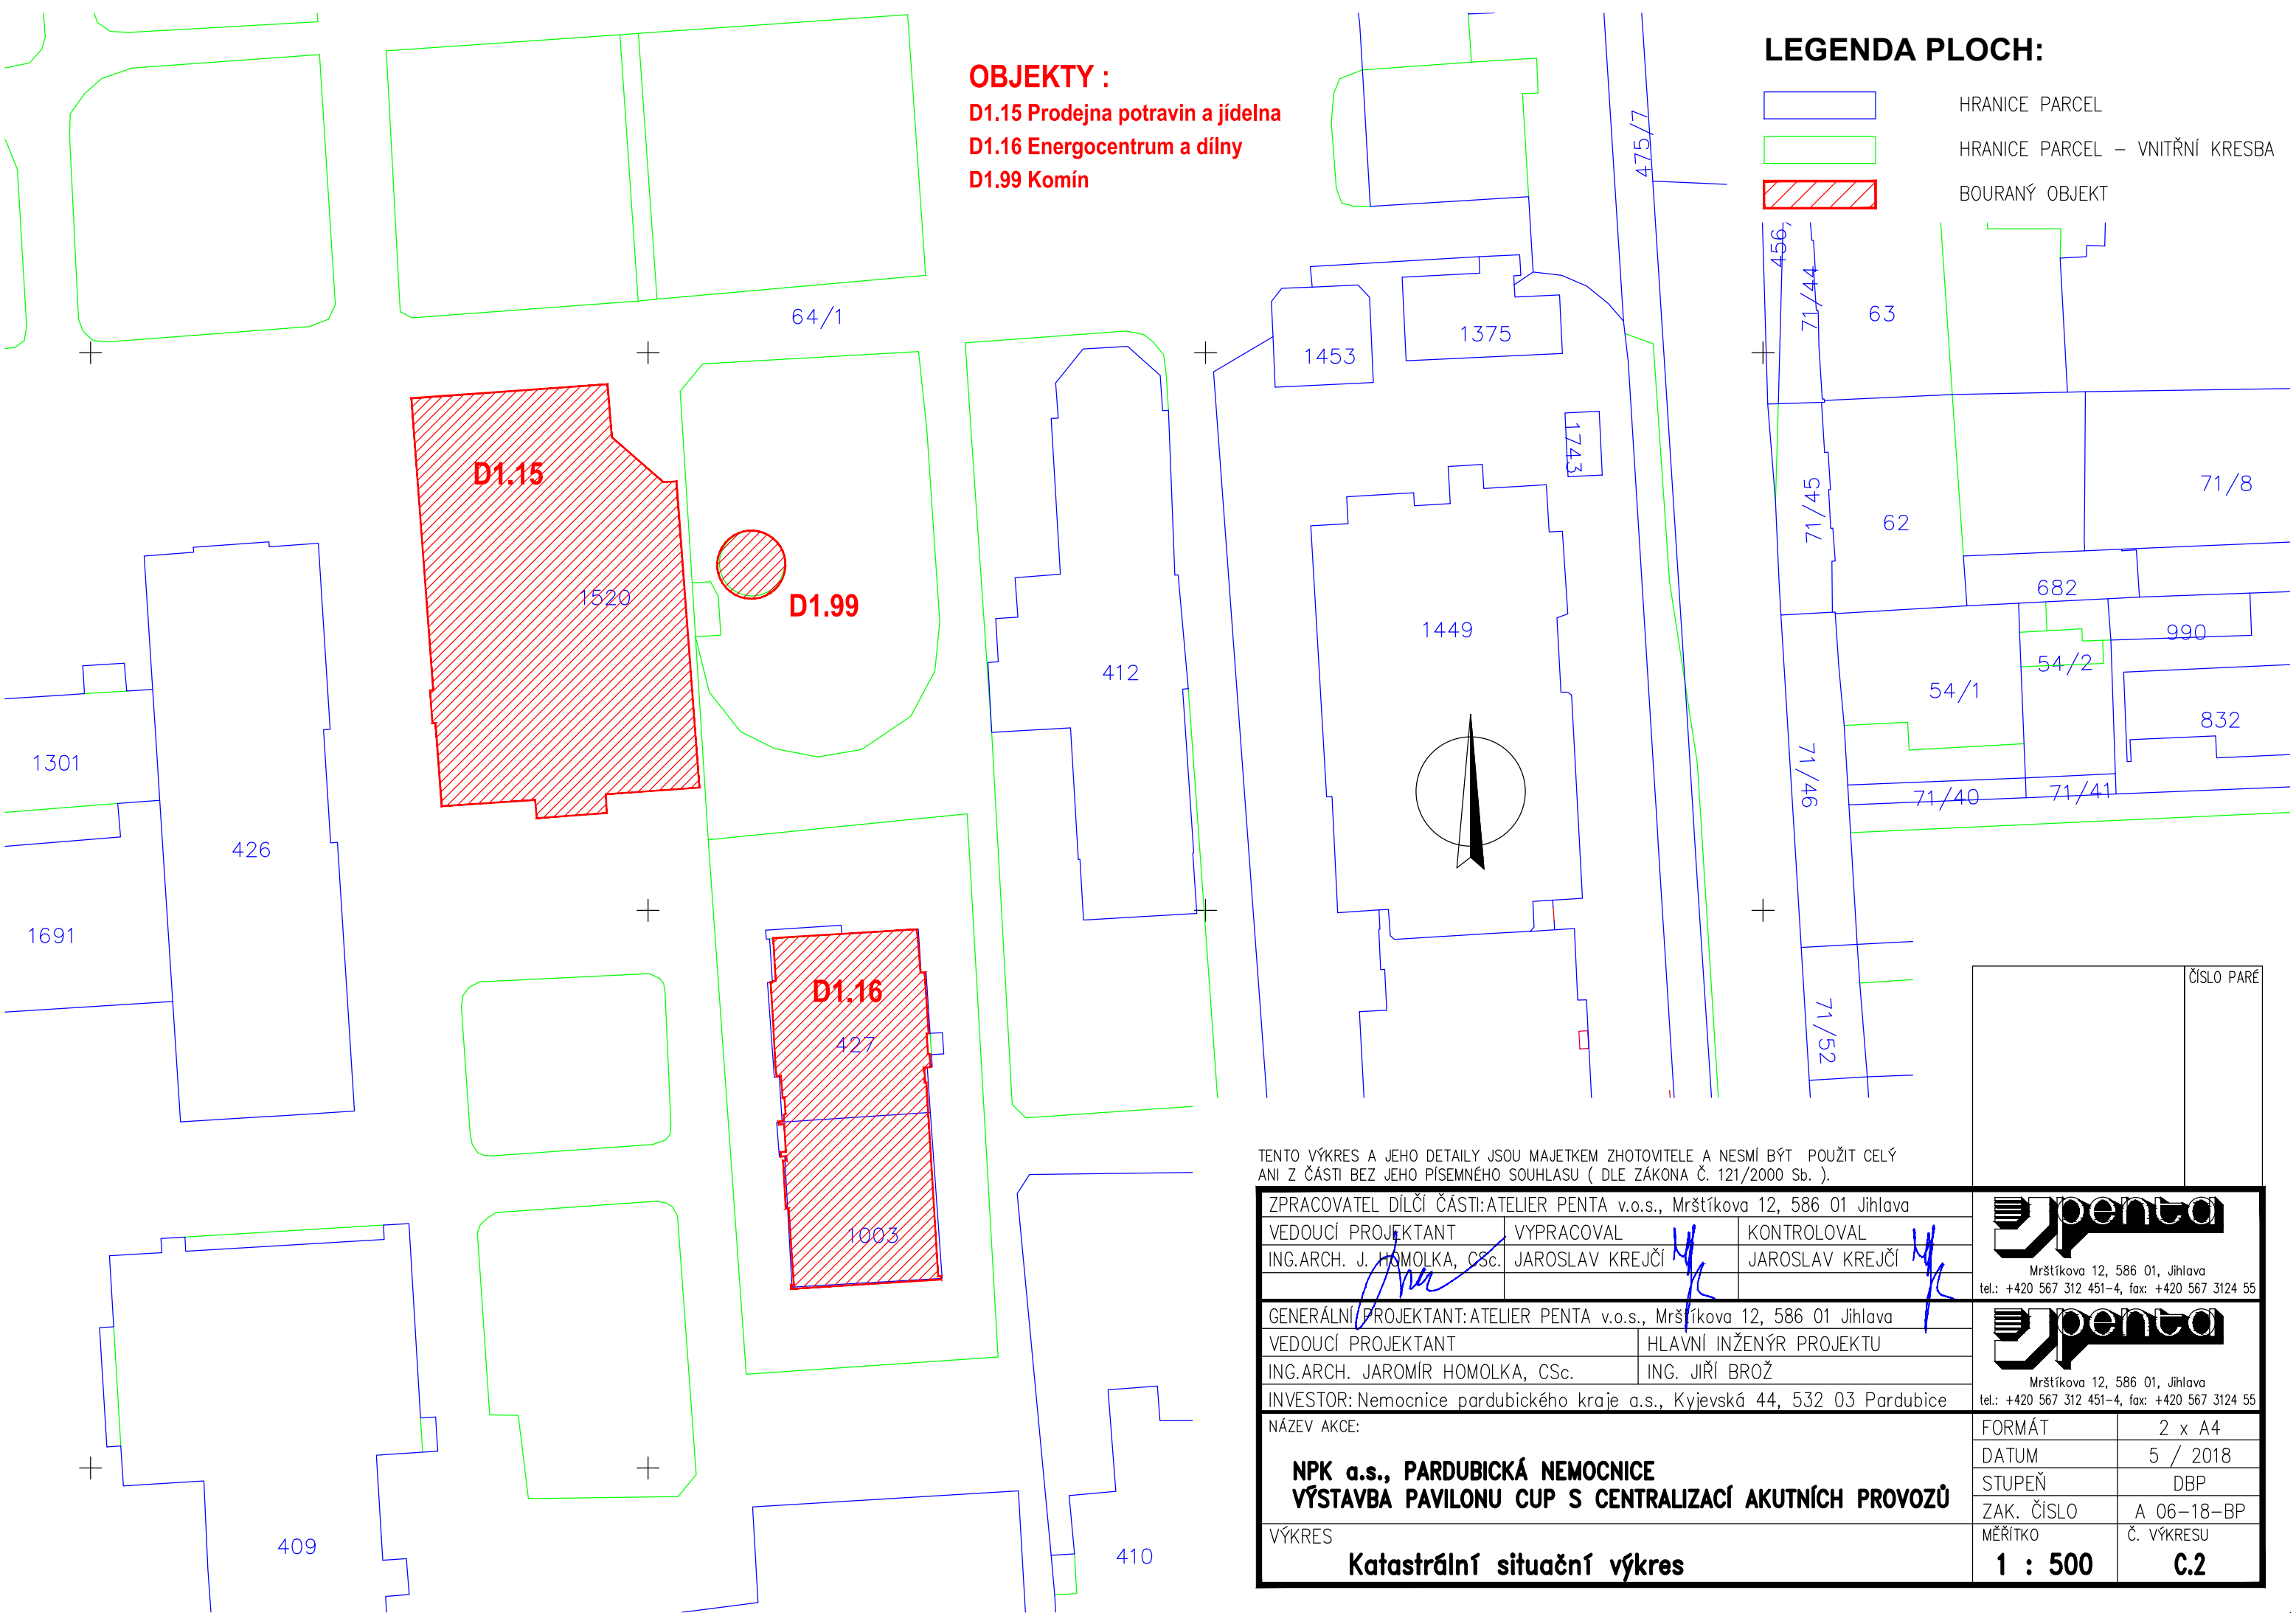 OBJEKTY :
D1.15 Prodejna potravin a jídelna
D1.16 Energocentrum a dílny
D1.99 Komín
LEGENDA PLOCH:
HRANICE PARCEL
HRANICE PARCEL – VNITŘNÍ KRESBA
BOURANÝ OBJEKT
475/7
456,
71/44
63
64/1
1453
1375
1743
D1.15
71/45
62
71/8
1520
D1.99
682
1449
990
412
54/2
54/1
832
1301
71/46
71/40
71/41
426
1691
D1.16
427
71/52
1003
409
410
ČÍSLO PARÉ
TENTO VÝKRES A JEHO DETAILY JSOU MAJETKEM ZHOTOVITELE A NESMÍ BÝT POUŽIT CELÝ
ANI Z ČÁSTI BEZ JEHO PÍSEMNÉHO SOUHLASU ( DLE ZÁKONA Č. 121/2000 Sb. ).
ZPRACOVATEL DÍLČÍ ČÁSTI: ATELIER PENTA v.o.s., Mrštíkova 12, 586 01 Jihlava
VEDOUCÍ PROJEKTANT VYPRACOVAL KONTROLOVAL
ING.ARCH. J. HOMOLKA, CSc. JAROSLAV KREJČÍ JAROSLAV KREJČÍ
penta
Mrštíkova 12, 586 01, Jihlava
tel.: +420 567 312 451–4, fax: +420 567 3124 55
GENERÁLNÍ PROJEKTANT: ATELIER PENTA v.o.s., Mrštíkova 12, 586 01 Jihlava
VEDOUCÍ PROJEKTANT HLAVNÍ INŽENÝR PROJEKTU
ING.ARCH. JAROMÍR HOMOLKA, CSc. ING. JIŘÍ BROŽ
INVESTOR: Nemocnice pardubického kraje a.s., Kyjevská 44, 532 03 Pardubice
penta
Mrštíkova 12, 586 01, Jihlava
tel.: +420 567 312 451–4, fax: +420 567 3124 55
NÁZEV AKCE:
NPK a.s., PARDUBICKÁ NEMOCNICE
VÝSTAVBA PAVILONU CUP S CENTRALIZACÍ AKUTNÍCH PROVOZŮ
FORMÁT 2 x A4
DATUM 5 / 2018
STUPEŇ DBP
ZAK. ČÍSLO A 06–18–BP
VÝKRES
Katastrální situační výkres
MĚŘÍTKO Č. VÝKRESU
1 : 500 C.2